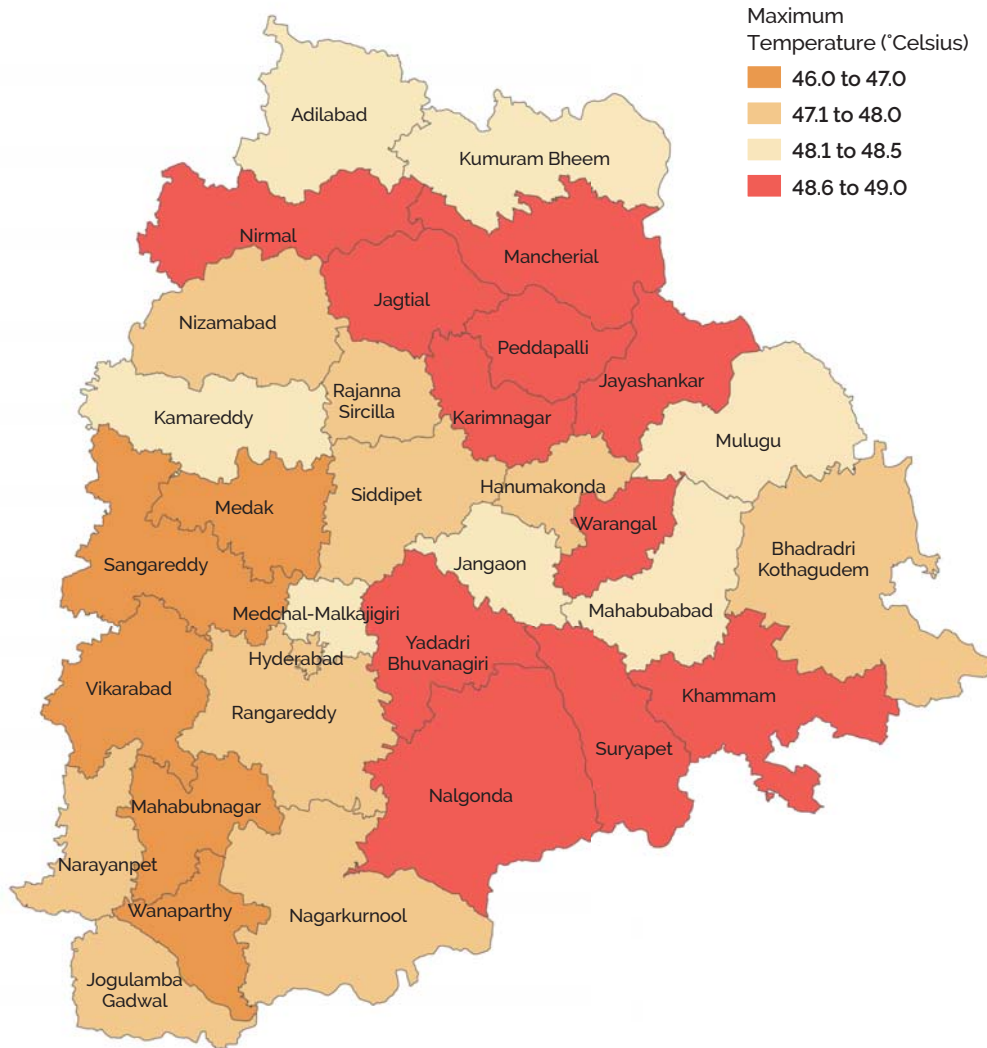 Maximum
Temperature (°Celsius)
46.0 to 47.0
47.1 to 48.0
48.1 to 48.5
48.6 to 49.0
Adilabad
Kumuram Bheem
Nirmal
Mancherial
Jagtial
Nizamabad
Peddapalli
Jayashankar
Rajanna
Sircilla
Karimnagar
Kamareddy
Mulugu
Siddipet
Hanumakonda
Medak
Warangal
Bhadradri
Kothagudem
Sangareddy
Jangaon
Mahabubabad
Medchal-Malkajigiri
Yadadri
Bhuvanagiri
Hyderabad
Vikarabad
Khammam
Rangareddy
Suryapet
Nalgonda
Mahabubnagar
Narayanpet
Wanaparthy
Nagarkurnool
Jogulamba
Gadwal